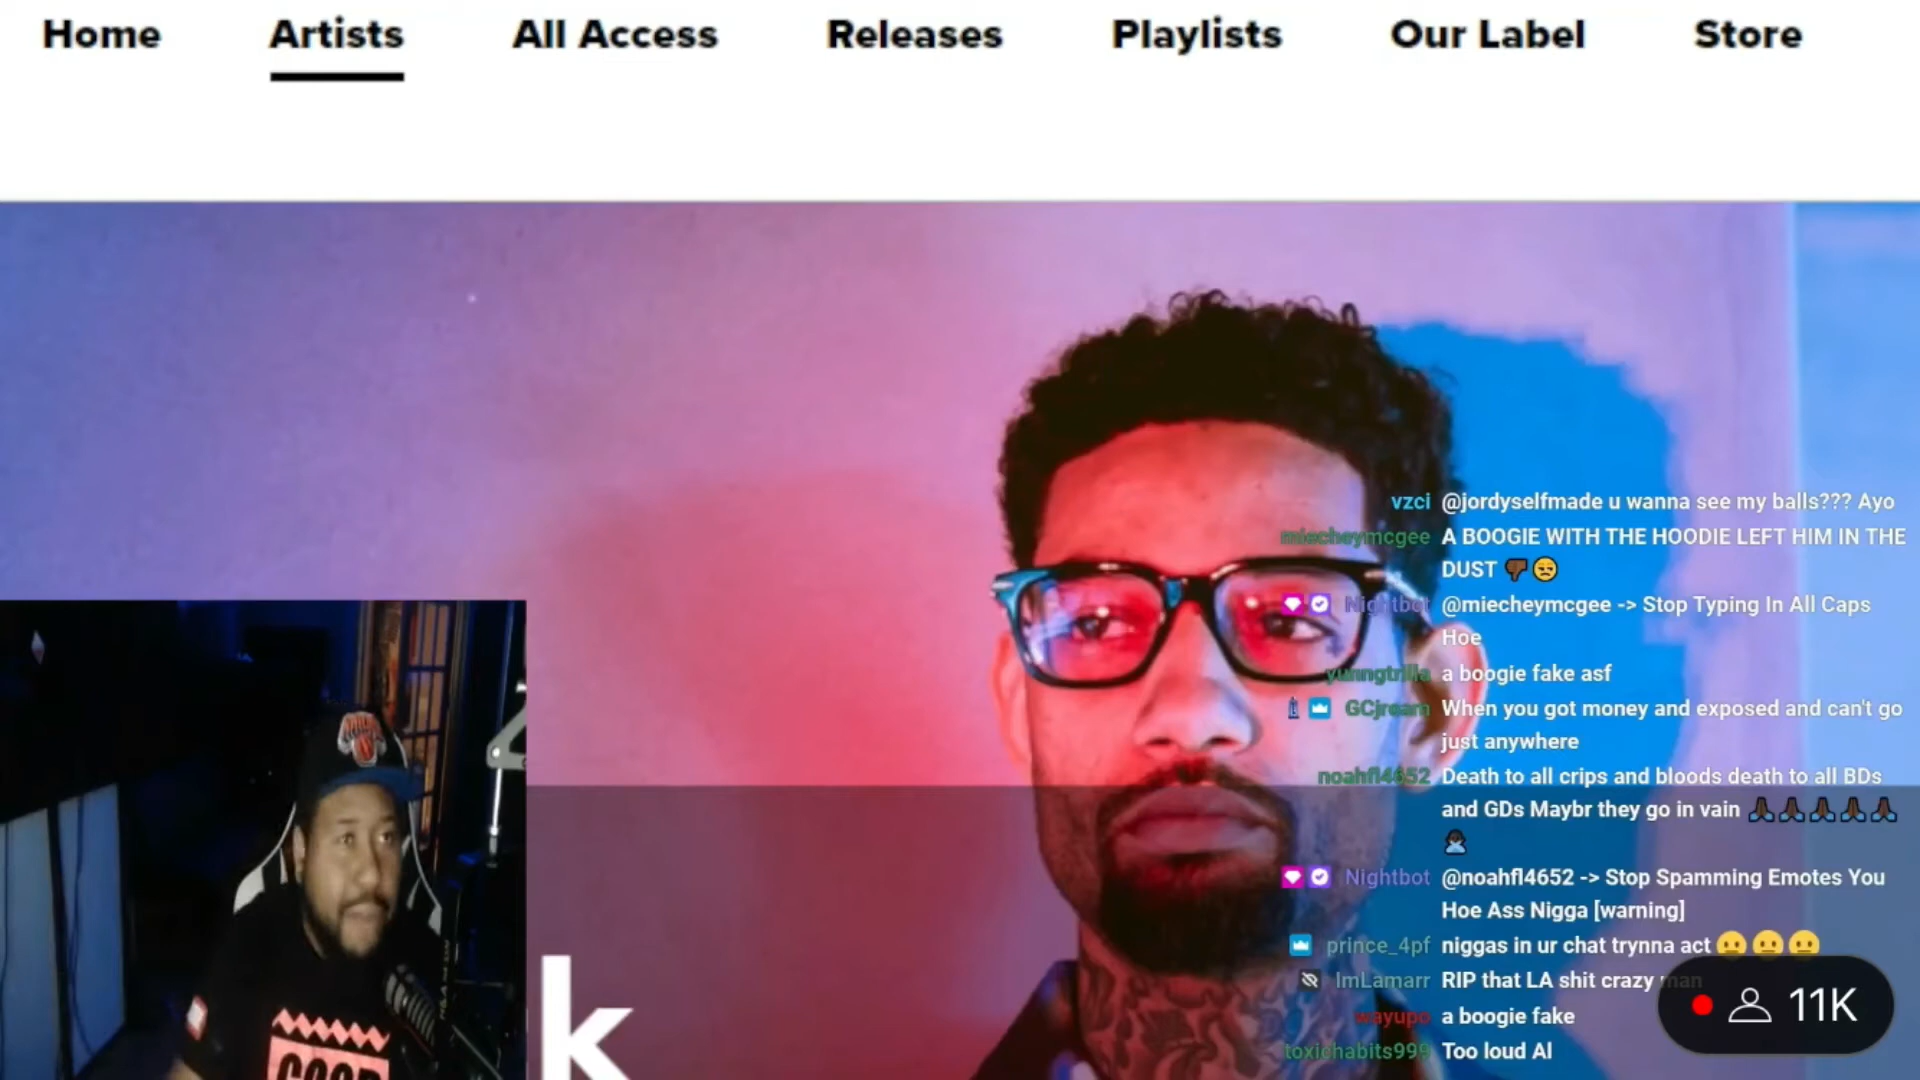 Home Artists All Access Releases Playlists Our Label Store
vzci @jordyselfmade u wanna see my balls??? Ayo
miecheymcgee A BOOGIE WITH THE HOODIE LEFT HIM IN THE
DUST 👎🏾😒
Nightbot @miecheymcgee -> Stop Typing In All Caps
Hoe
yunngtrilla a boogie fake asf
GCjream When you got money and exposed and can't go
just anywhere
noahfl4652 Death to all crips and bloods death to all BDs
and GDs Maybr they go in vain 🙏🏿🙏🏿🙏🏿🙏🏿🙏🏿
Nightbot @noahfl4652 -> Stop Spamming Emotes You
Hoe Ass Nigga [warning]
prince_4pf niggas in ur chat trynna act 😐😐😐
ImLamarr RIP that LA shit crazy man
wayupo a boogie fake
toxichabits999 Too loud Al
11K
k
GOOD